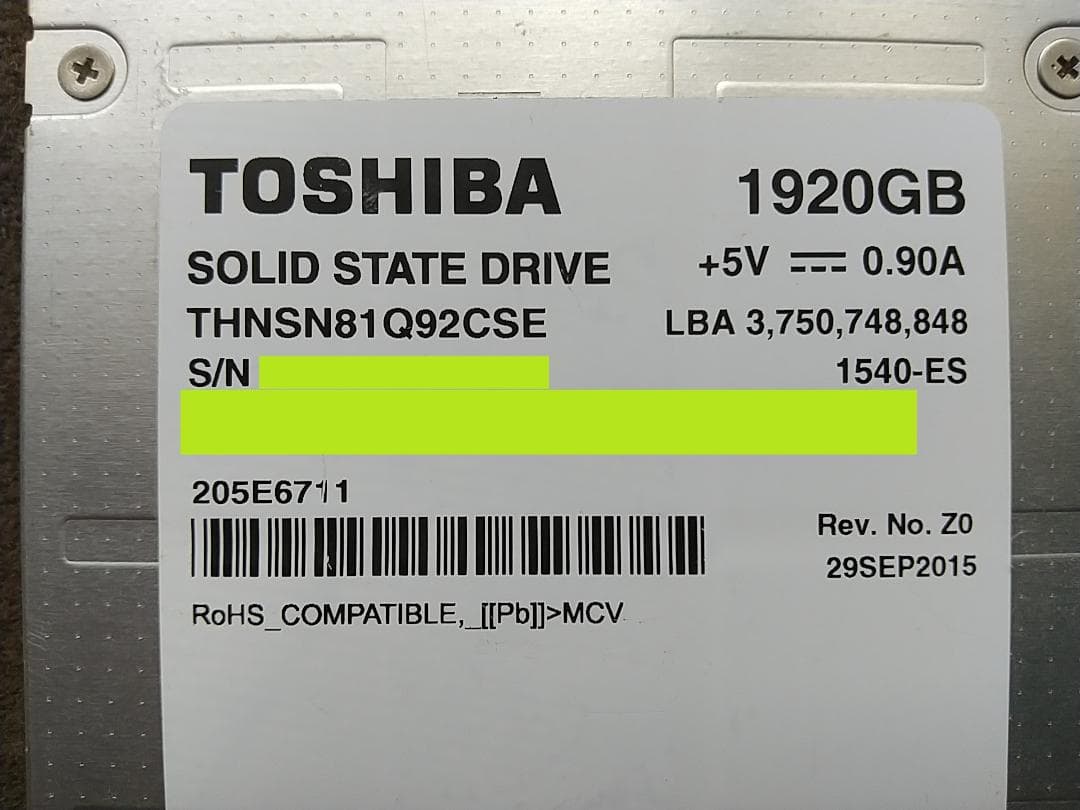 TOSHIBA 1920GB
SOLID STATE DRIVE +5V 0.90A
THNSN81Q92CSE LBA 3,750,748,848
S/N 1540-ES
205E6711
Rev. No. Z0
29SEP2015
RoHS_COMPATIBLE,_[[Pb]]>MCV